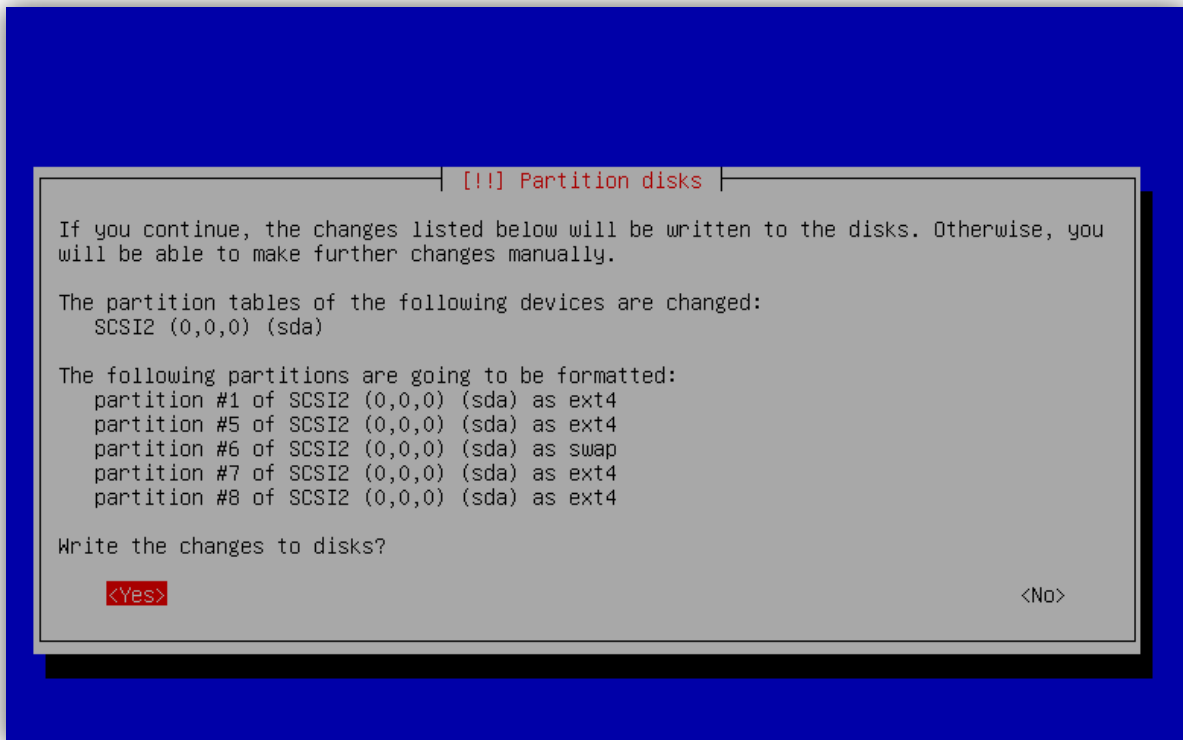 [!!] Partition disks
If you continue, the changes listed below will be written to the disks. Otherwise, you
will be able to make further changes manually.
The partition tables of the following devices are changed:
SCSI2 (0,0,0) (sda)
The following partitions are going to be formatted:
partition #1 of SCSI2 (0,0,0) (sda) as ext4
partition #5 of SCSI2 (0,0,0) (sda) as ext4
partition #6 of SCSI2 (0,0,0) (sda) as swap
partition #7 of SCSI2 (0,0,0) (sda) as ext4
partition #8 of SCSI2 (0,0,0) (sda) as ext4
Write the changes to disks?
<Yes> <No>